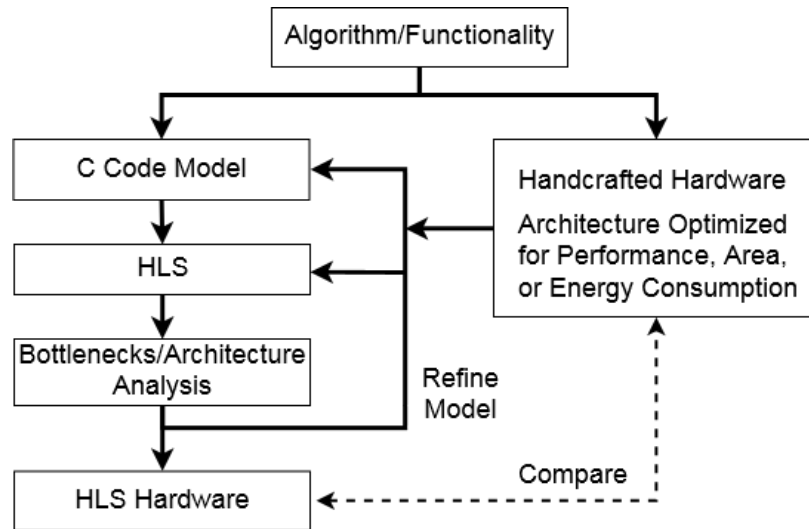 Algorithm/Functionality
C Code Model
HLS
Bottlenecks/Architecture
Analysis
HLS Hardware
Handcrafted Hardware
Architecture Optimized
for Performance, Area,
or Energy Consumption
Refine
Model
Compare